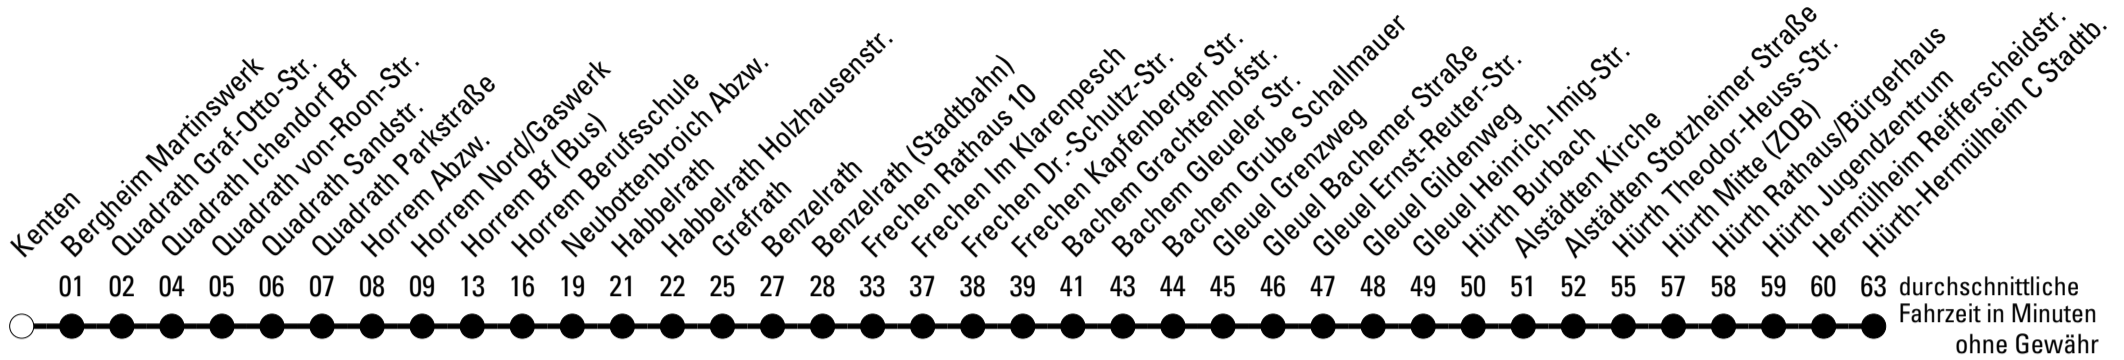 Kenten
Bergheim Martinswerk
Quadrath Graf-Otto-Str.
Quadrath Ichendorf Bf
Quadrath von-Roon-Str.
Quadrath Sandstr.
Quadrath Parkstraße
Horrem Abzw.
Horrem Nord/Gaswerk
Horrem Bf (Bus)
Horrem Berufsschule
Neubottenbroich Abzw.
Habbelrath
Habbelrath Holzhausenstr.
Grefrath
Benzelrath
Benzelrath (Stadtbahn)
Frechen Rathaus 10
Frechen Im Klarenpesch
Frechen Dr.-Schultz-Str.
Frechen Kapfenberger Str.
Bachem Grachtenhofstr.
Bachem Gleueler Str.
Bachem Grube Schallmauer
Gleuel Grenzweg
Gleuel Bachemer Straße
Gleuel Ernst-Reuter-Str.
Gleuel Gildenweg
Gleuel Heinrich-Imig-Str.
Hürth Burbach
Alstädten Kirche
Alstädten Stotzheimer Straße
Hürth Theodor-Heuss-Str.
Hürth Mitte (ZOB)
Hürth Rathaus/Bürgerhaus
Hürth Jugendzentrum
Hermülheim Reifferscheidstr.
Hürth-Hermülheim C Stadtb.
01 02 04 05 06 07 08 09 13 16 19 21 22 25 27 28 33 37 38 39 41 43 44 45 46 47 48 49 50 51 52 55 57 58 59 60 63 durchschnittliche
Fahrzeit in Minuten
ohne Gewähr